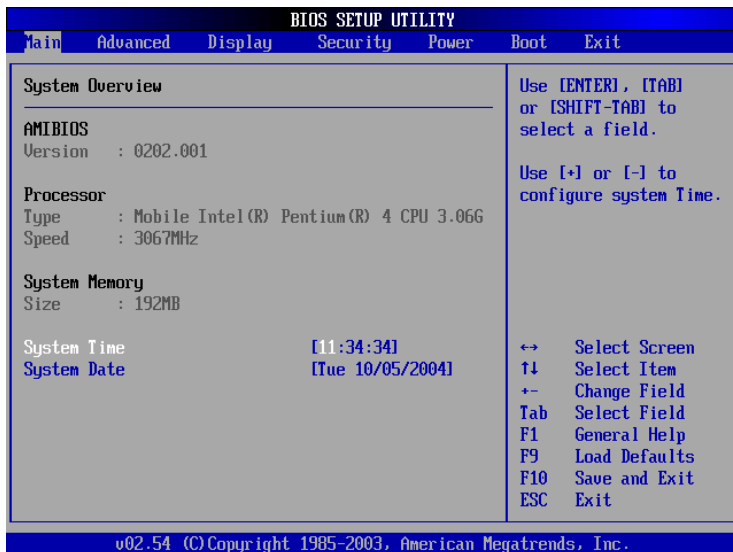 BIOS SETUP UTILITY
Main Advanced Display Security Power Boot Exit
System Overview
AMIBIOS
Version : 0202.001
Processor
Type : Mobile Intel(R) Pentium(R) 4 CPU 3.06G
Speed : 3067MHz
System Memory
Size : 192MB
System Time [11:34:34]
System Date [Tue 10/05/2004]
Use [ENTER], [TAB]
or [SHIFT-TAB] to
select a field.
Use [+] or [-] to
configure system Time.
↔ Select Screen
↑↓ Select Item
+- Change Field
Tab Select Field
F1 General Help
F9 Load Defaults
F10 Save and Exit
ESC Exit
v02.54 (C)Copyright 1985-2003, American Megatrends, Inc.